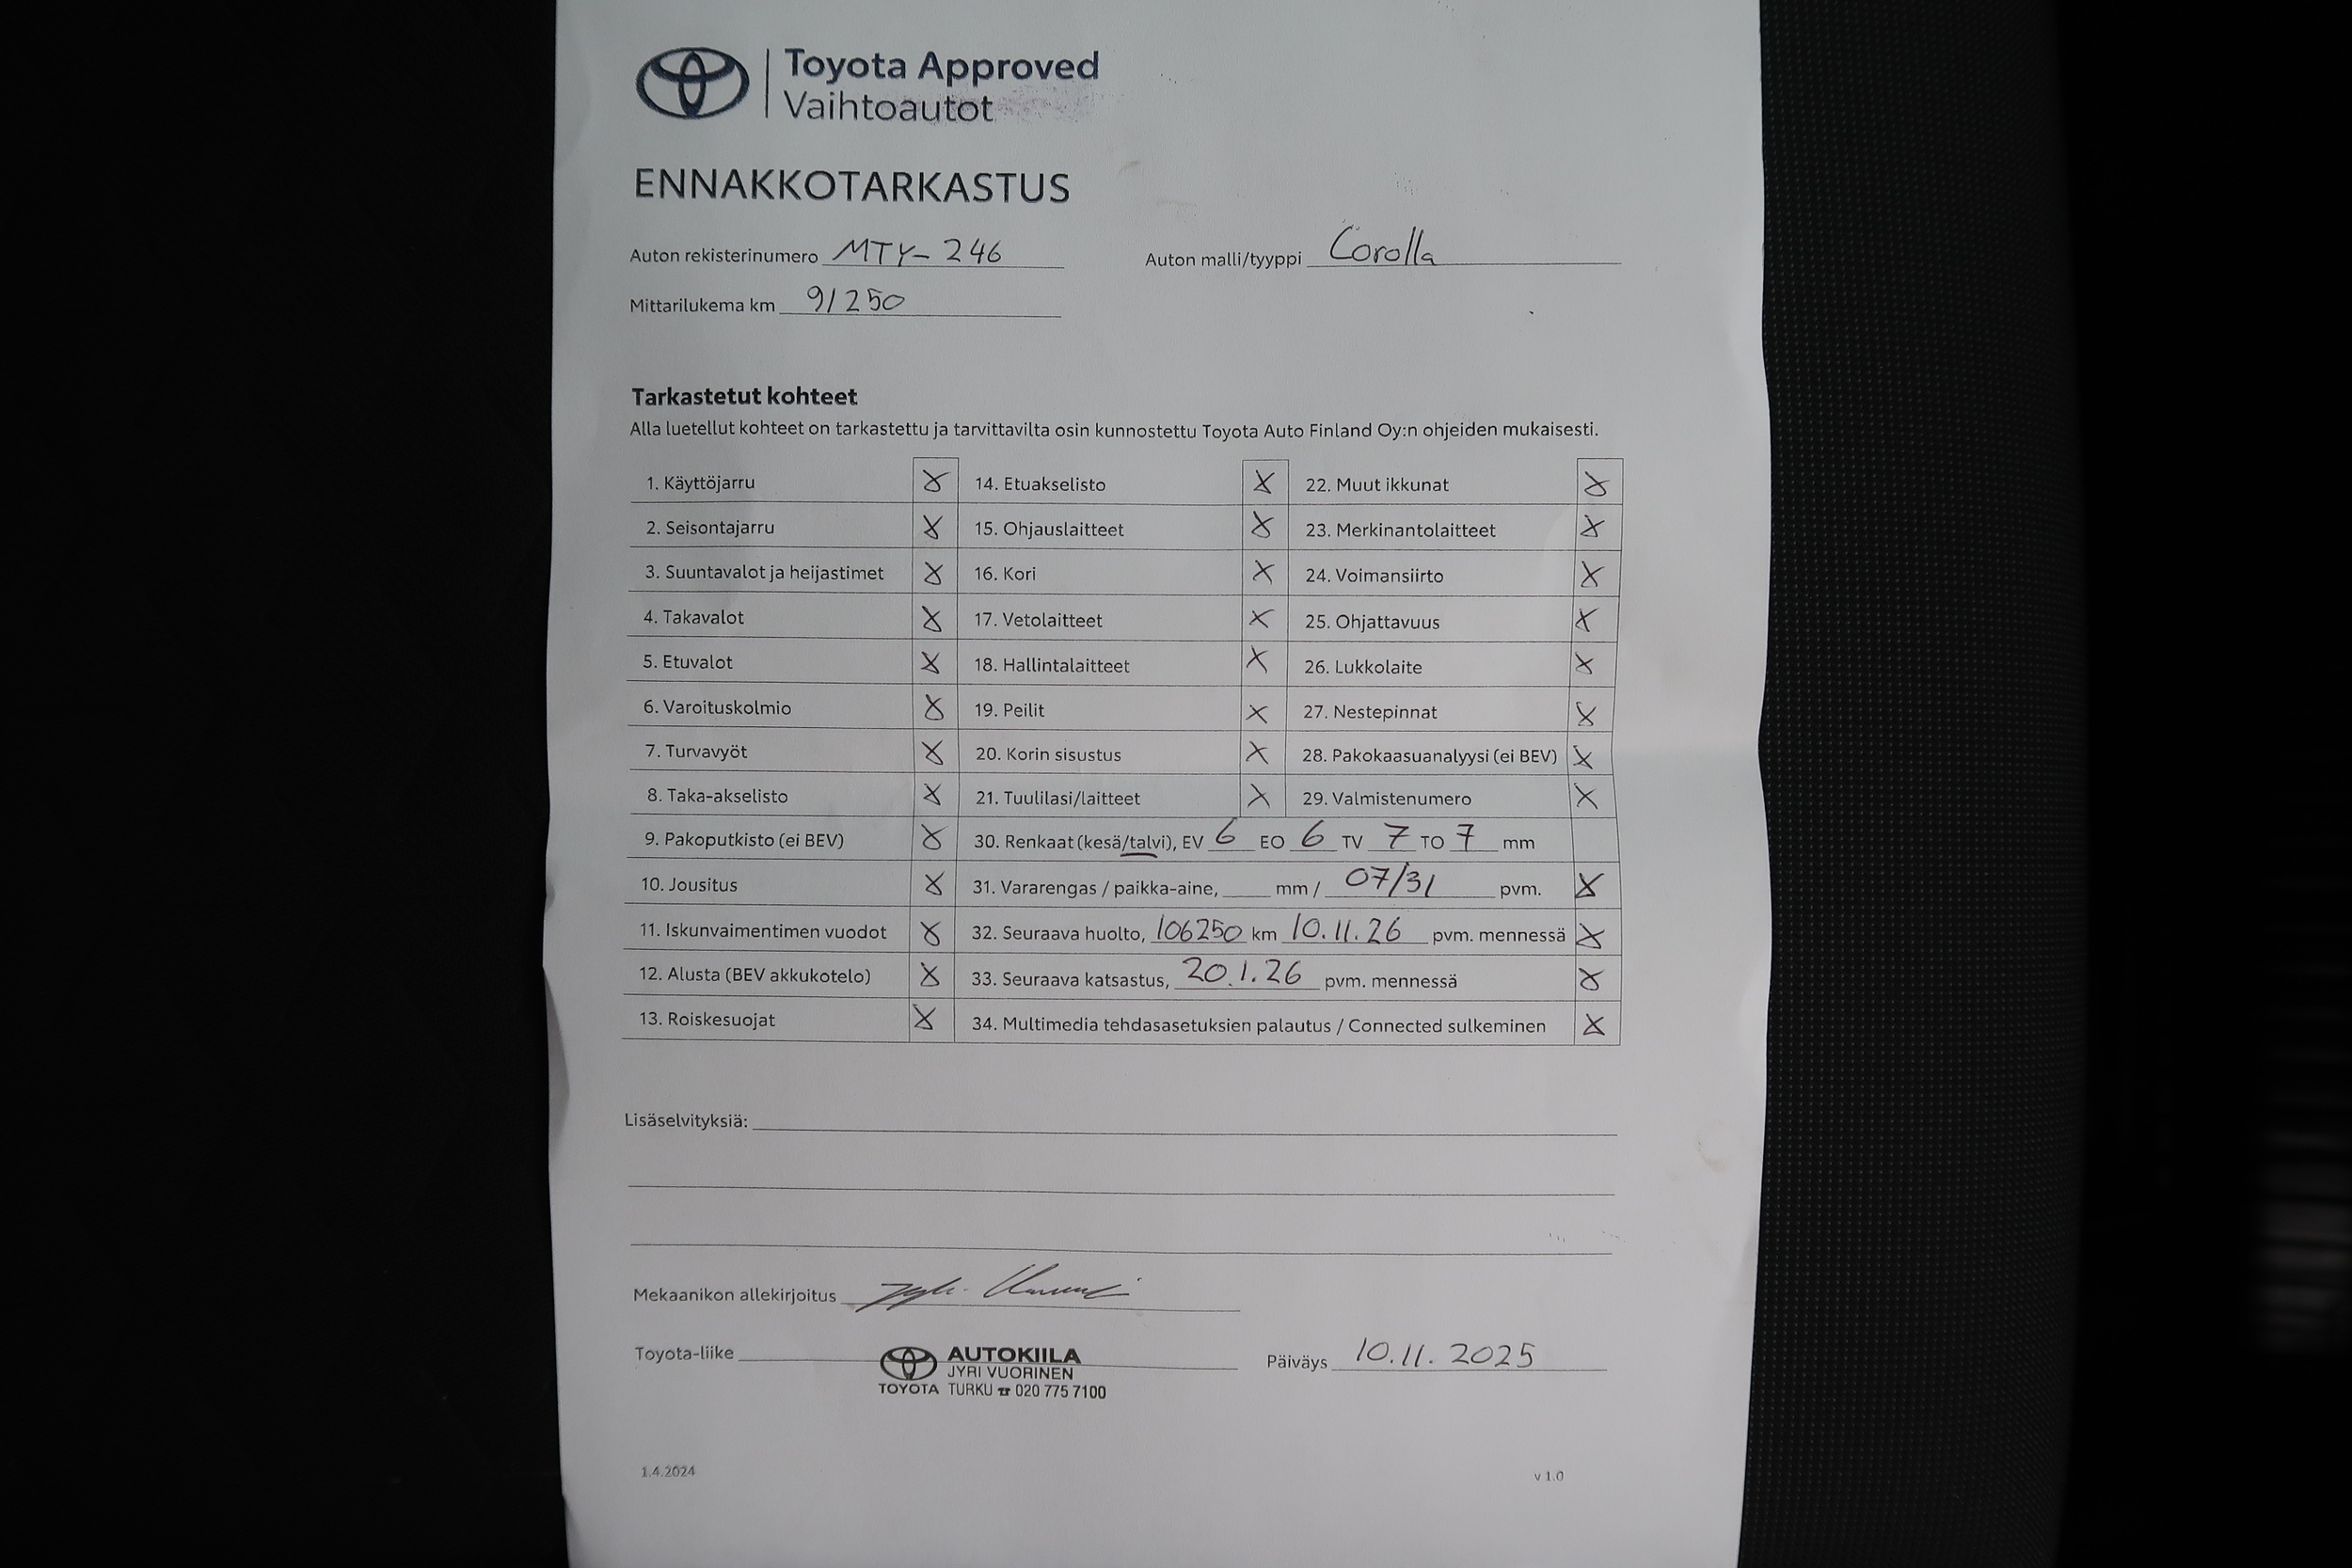 Toyota Approved
Vaihtoautot
ENNAKKOTARKASTUS
Auton rekisterinumero MTY-246 Auton malli/tyyppi Corolla
Mittarilukema km 91250
Tarkastetut kohteet
Alla luetellut kohteet on tarkastettu ja tarvittavilta osin kunnostettu Toyota Auto Finland Oy:n ohjeiden mukaisesti.
1. Käyttöjarru X 14. Etuakselisto X 22. Muut ikkunat X
2. Seisontajarru X 15. Ohjauslaitteet X 23. Merkinantolaitteet X
3. Suuntavalot ja heijastimet X 16. Kori X 24. Voimansiirto X
4. Takavalot X 17. Vetolaitteet X 25. Ohjattavuus X
5. Etuvalot X 18. Hallintalaitteet X 26. Lukkolaite X
6. Varoituskolmio X 19. Peilit X 27. Nestepinnat X
7. Turvavyöt X 20. Korin sisustus X 28. Pakokaasuanalyysi (ei BEV) X
8. Taka-akselisto X 21. Tuulilasi/laitteet X 29. Valmistenumero X
9. Pakoputkisto (ei BEV) X 30. Renkaat (kesä/talvi), EV 6 EO 6 TV 7 TO 7 mm
10. Jousitus X 31. Vararengas / paikka-aine, ____ mm / 07/31 pvm. X
11. Iskunvaimentimen vuodot X 32. Seuraava huolto, 106250 km 10.11.26 pvm. mennessä X
12. Alusta (BEV akkukotelo) X 33. Seuraava katsastus, 20.1.26 pvm. mennessä X
13. Roiskesuojat X 34. Multimedia tehdasasetuksien palautus / Connected sulkeminen X
Lisäselvityksiä:
Mekaanikon allekirjoitus
Toyota-liike AUTOKIILA Päiväys 10.11.2025
JYRI VUORINEN
TOYOTA TURKU ☎ 020 775 7100
1.4.2024 v 1.0